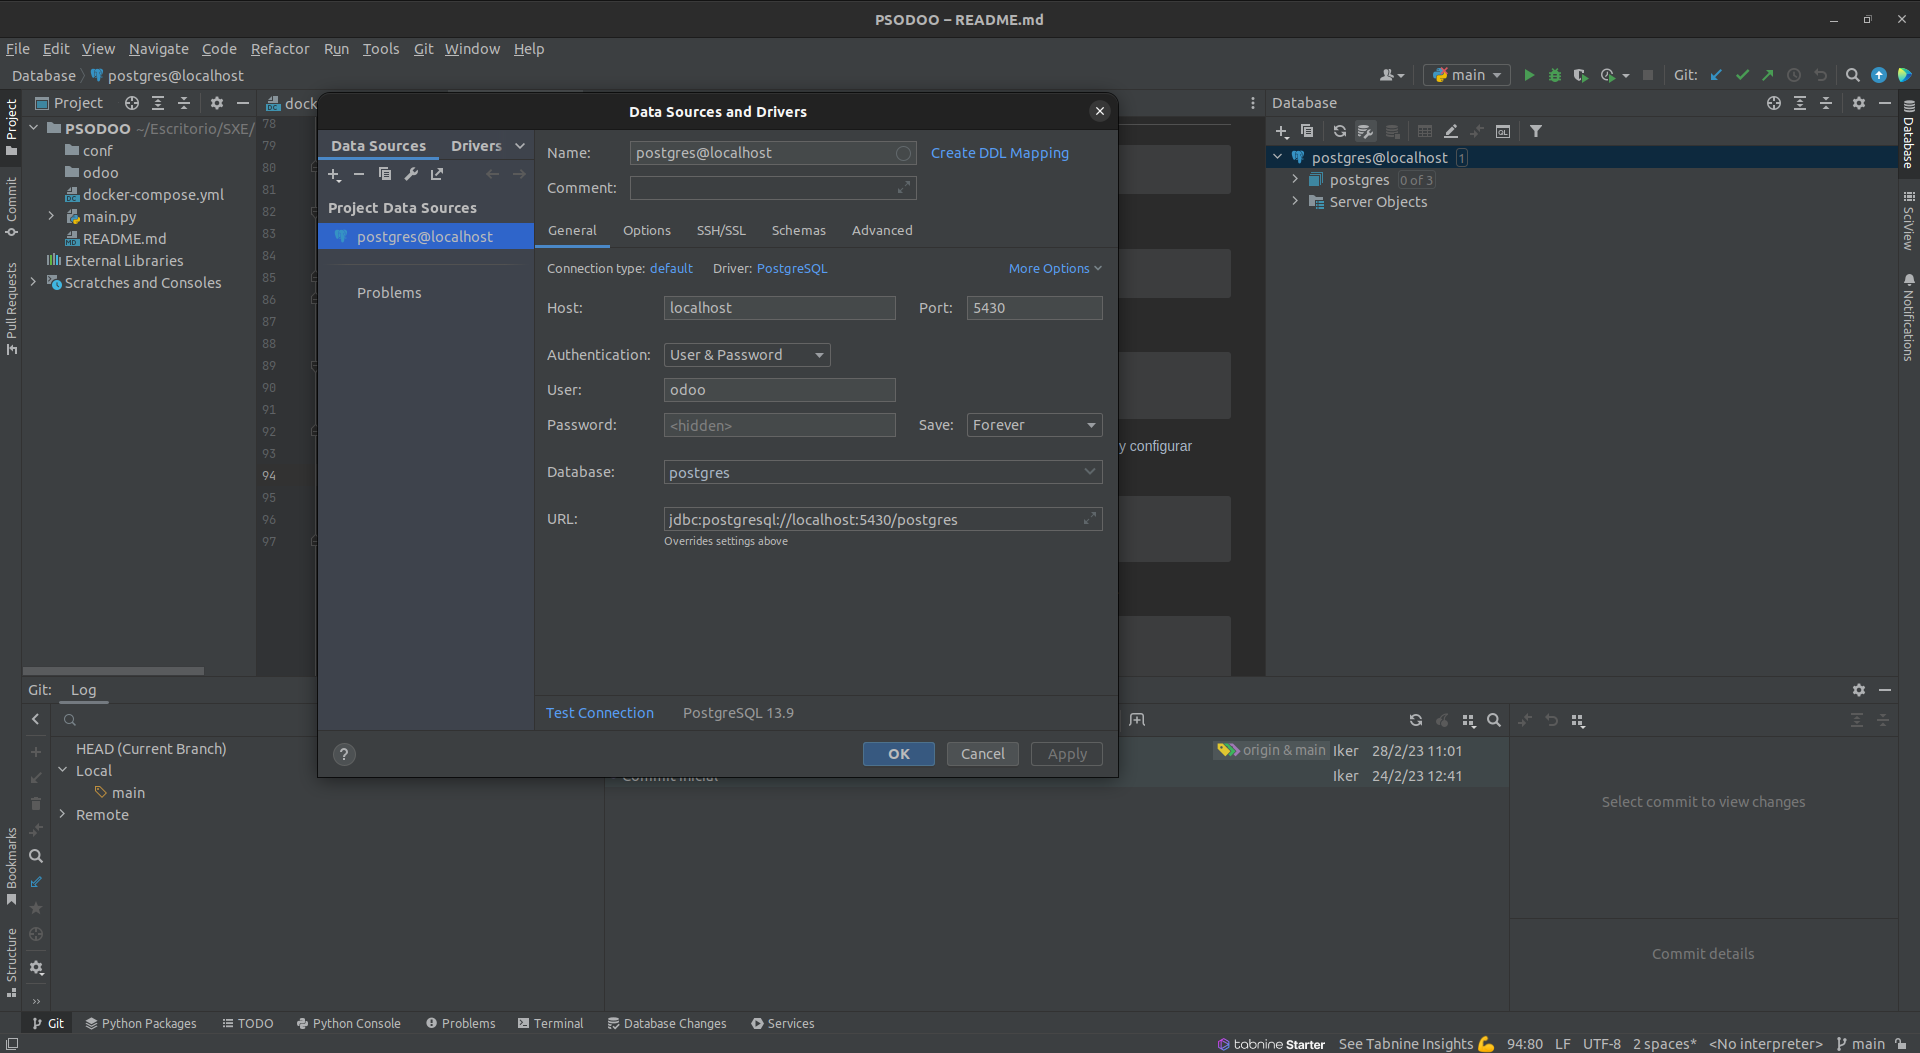 PSODOO – README.md
File Edit View Navigate Code Refactor Run Tools Git Window Help
Database postgres@localhost
main
Git:
Project
dock
PSODOO ~/Escritorio/SXE/
conf
odoo
docker-compose.yml
main.py
README.md
External Libraries
Scratches and Consoles
Project
Commit
Pull Requests
Bookmarks
Structure
78
79
80
81
82
83
84
85
86
87
88
89
90
91
92
93
94
95
96
97
Data Sources and Drivers
Data Sources Drivers
Project Data Sources
postgres@localhost
Problems
Name: postgres@localhost Create DDL Mapping
Comment:
General Options SSH/SSL Schemas Advanced
Connection type: default Driver: PostgreSQL More Options
Host: localhost Port: 5430
Authentication: User & Password
User: odoo
Password: <hidden> Save: Forever
Database: postgres
URL: jdbc:postgresql://localhost:5430/postgres
Overrides settings above
Test Connection PostgreSQL 13.9
? OK Cancel Apply
y configurar
Database
postgres@localhost 1
postgres 0 of 3
Server Objects
Database
SciView
Notifications
Git: Log
HEAD (Current Branch)
Local
main
Remote
origin & main Iker 28/2/23 11:01
Commit inicial Iker 24/2/23 12:41
Select commit to view changes
Commit details
Git Python Packages TODO Python Console Problems Terminal Database Changes Services
tabnine Starter See Tabnine Insights 94:80 LF UTF-8 2 spaces* <No interpreter> main